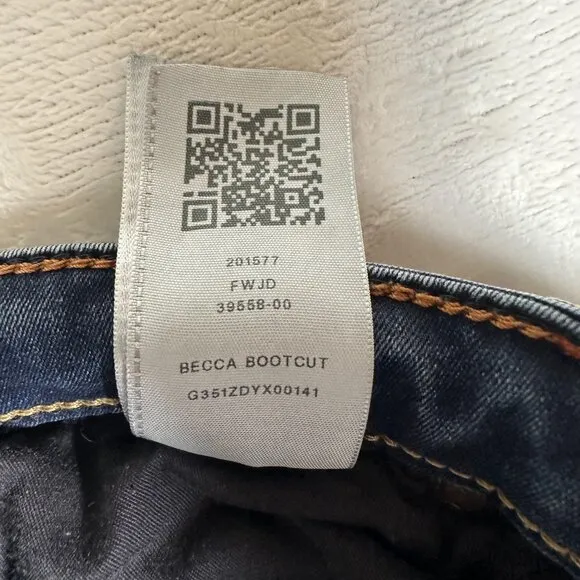 201577
FWJD
39558-00
BECCA BOOTCUT
G351ZDYX00141